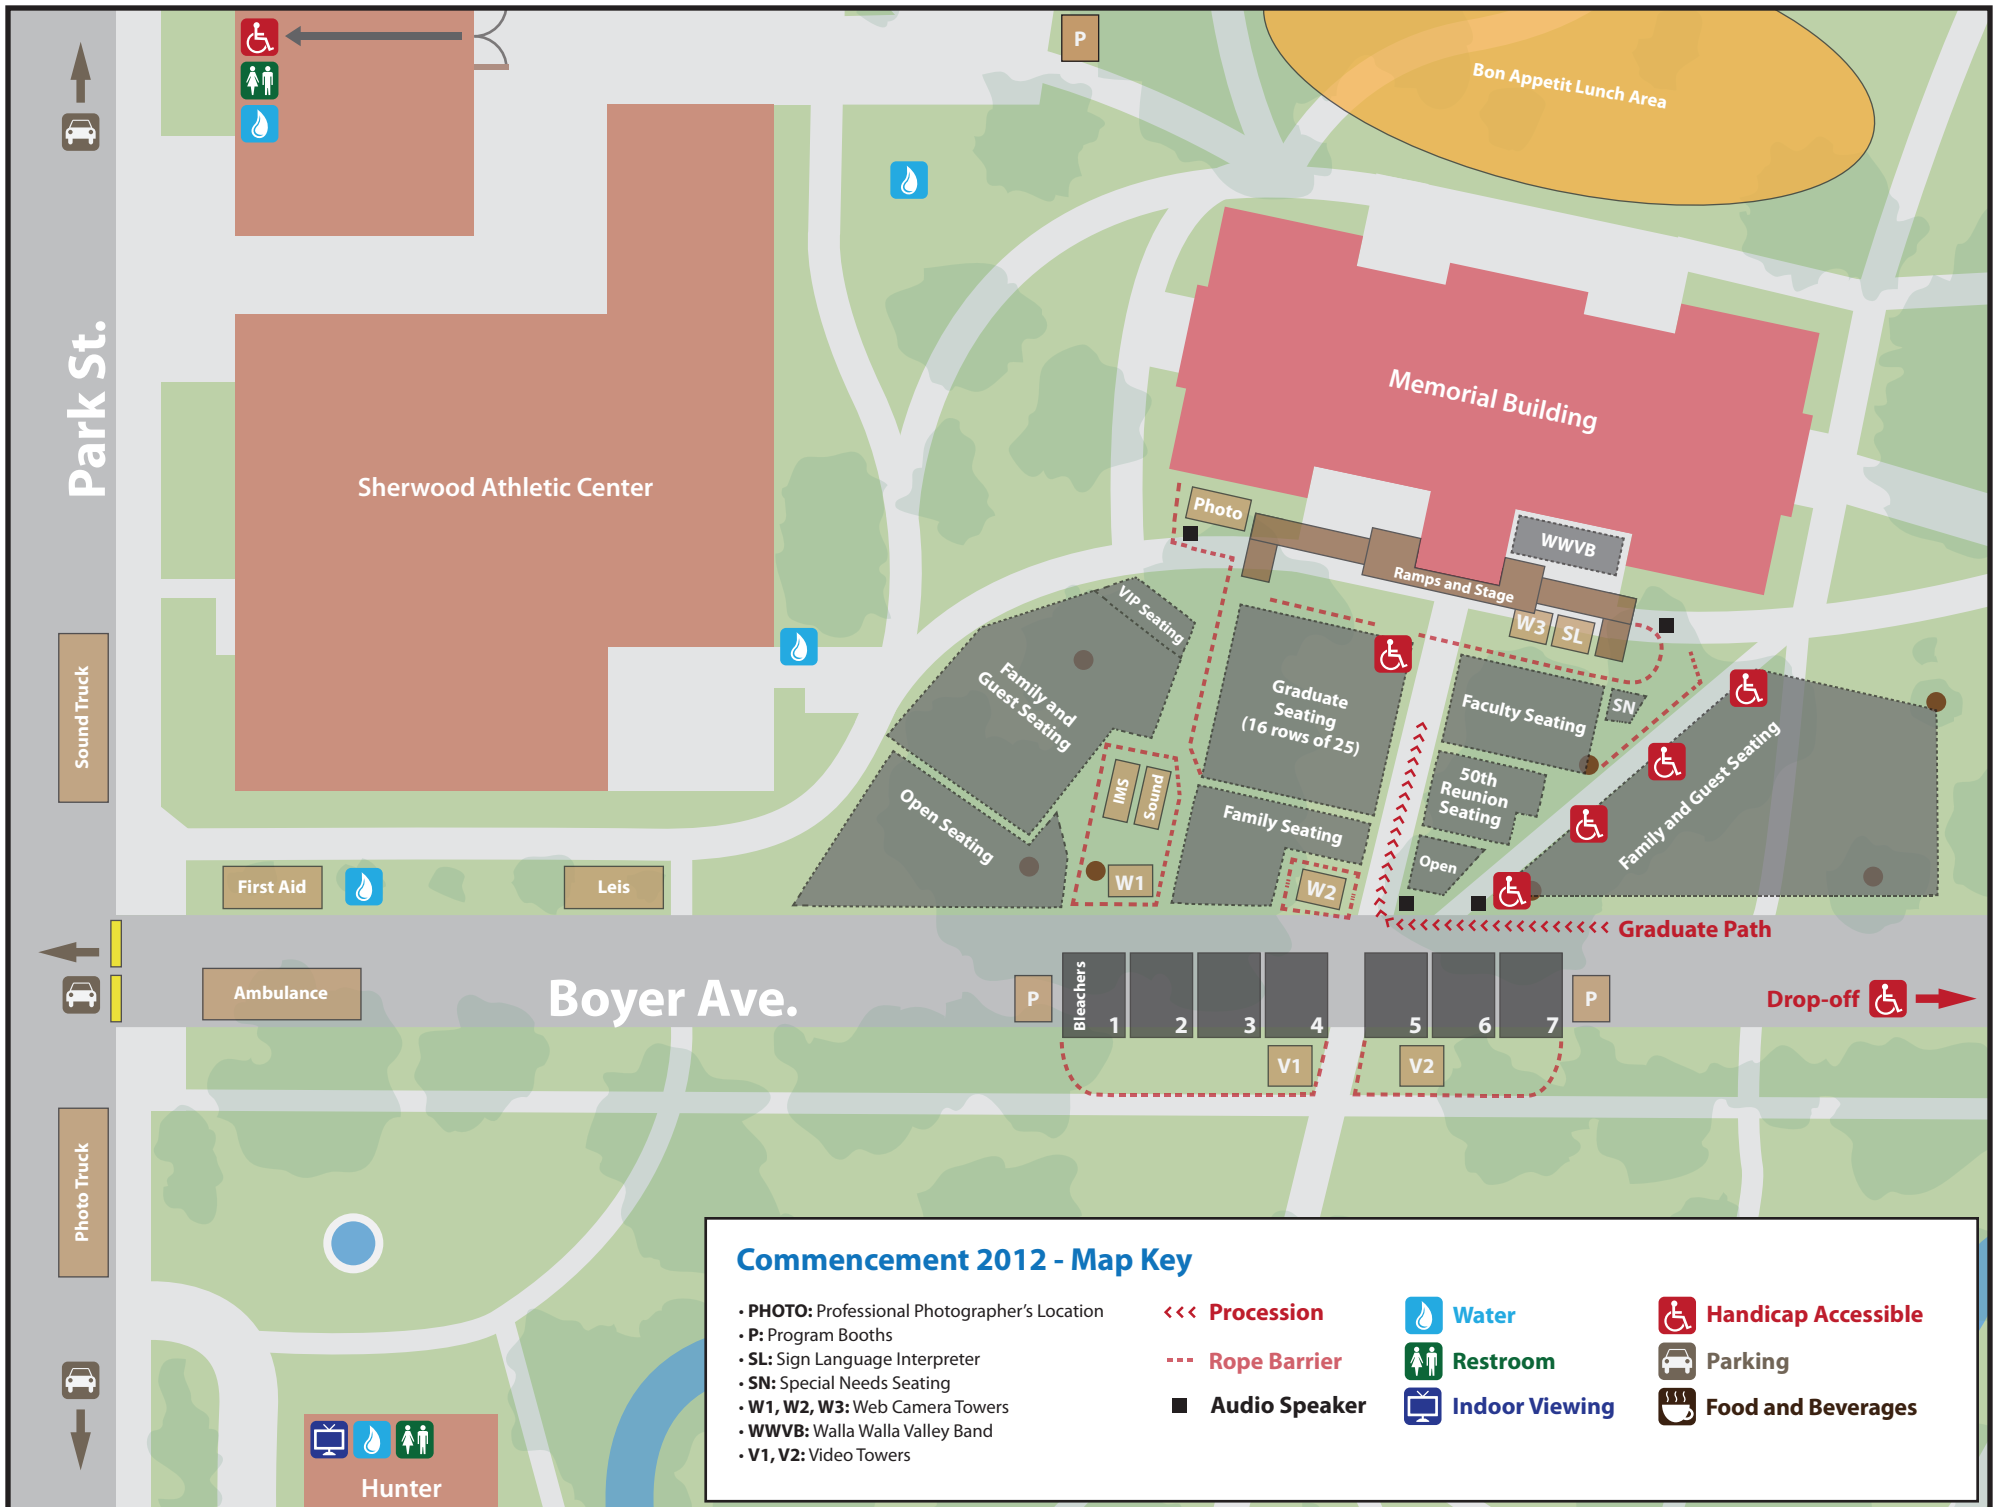 P
Bon Appetit Lunch Area
Park St.
Memorial Building
Sherwood Athletic Center
Photo
WWVB
Ramps and Stage
VIP Seating
W3
SL
Family and
Guest Seating
Graduate
Seating
(16 rows of 25)
Faculty Seating
SN
Sound Truck
IMS
Sound
50th
Reunion
Seating
Family and Guest Seating
Open Seating
Family Seating
Open
First Aid
Leis
W1
W2
Graduate Path
Ambulance
Boyer Ave.
P
Bleachers
1
2
3
4
5
6
7
P
Drop-off
V1
V2
Photo Truck
Hunter
Commencement 2012 - Map Key
• PHOTO: Professional Photographer's Location
• P: Program Booths
• SL: Sign Language Interpreter
• SN: Special Needs Seating
• W1, W2, W3: Web Camera Towers
• WWVB: Walla Walla Valley Band
• V1, V2: Video Towers
<<< Procession
Rope Barrier
Audio Speaker
Water
Restroom
Indoor Viewing
Handicap Accessible
Parking
Food and Beverages